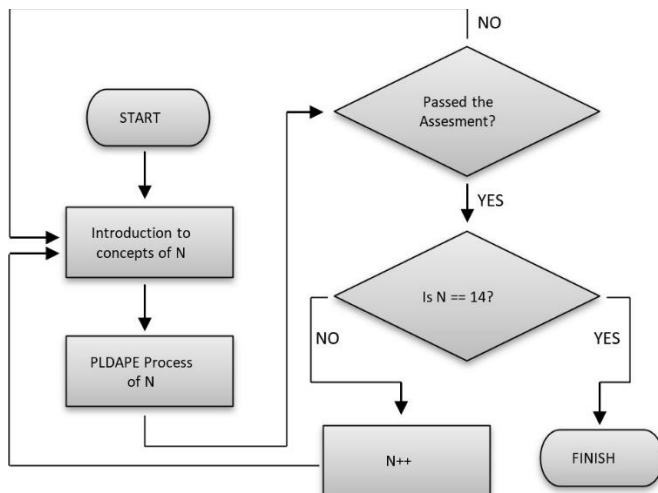 NO
START
Passed the
Assesment?
YES
Introduction to
concepts of N
Is N == 14?
NO
YES
PLDAPE Process
of N
N++
FINISH